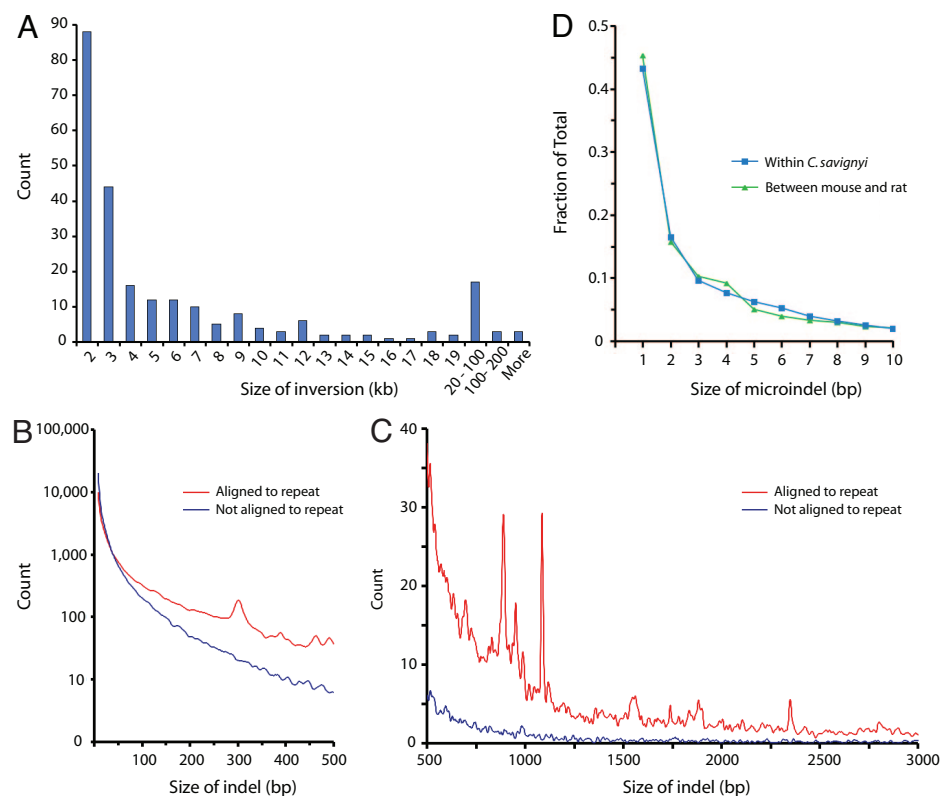 A
90
80
70
60
50
40
30
20
10
0
Count
2 3 4 5 6 7 8 9 10 11 12 13 14 15 16 17 18 19 20 - 100 100- 200 More
Size of inversion (kb)
D
0.5
0.4
0.3
0.2
0.1
0
Fraction of Total
Within C. savignyi
Between mouse and rat
1 2 3 4 5 6 7 8 9 10
Size of microindel (bp)
B
100,000
10,000
1,000
100
10
0
Count
Aligned to repeat
Not aligned to repeat
100 200 300 400 500
Size of indel (bp)
C
40
30
20
10
0
Count
Aligned to repeat
Not aligned to repeat
500 1000 1500 2000 2500 3000
Size of indel (bp)